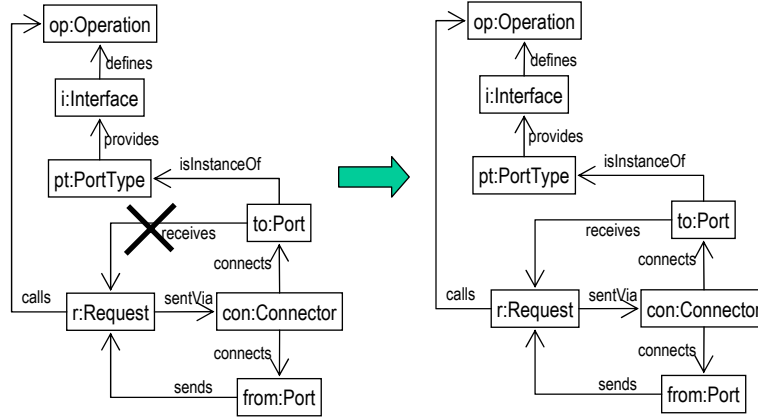 op:Operation
defines
i:Interface
provides
isInstanceOf
pt:PortType
to:Port
receives
connects
calls
r:Request
sentVia
con:Connector
connects
sends
from:Port
op:Operation
defines
i:Interface
provides
isInstanceOf
pt:PortType
to:Port
receives
connects
calls
r:Request
sentVia
con:Connector
connects
sends
from:Port